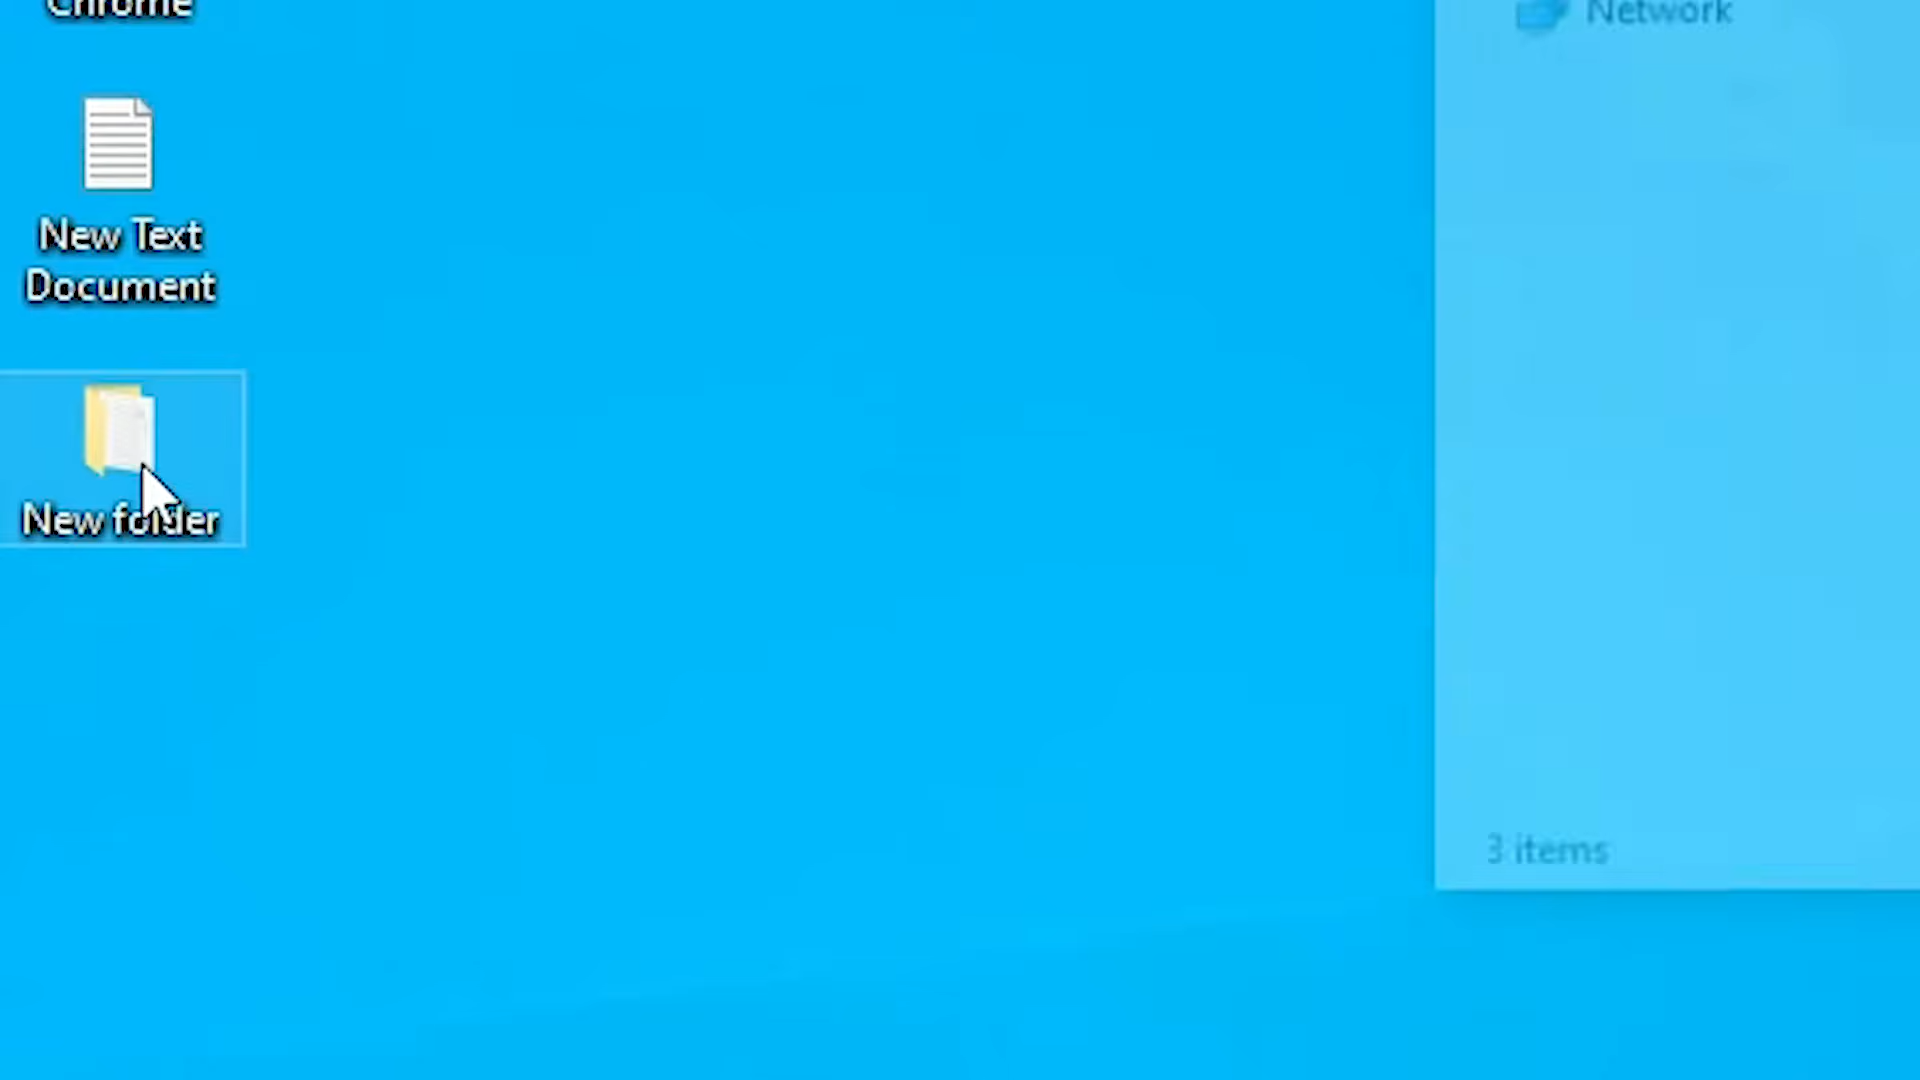 Chrome
New Text
Document
New folder
Network
3 items